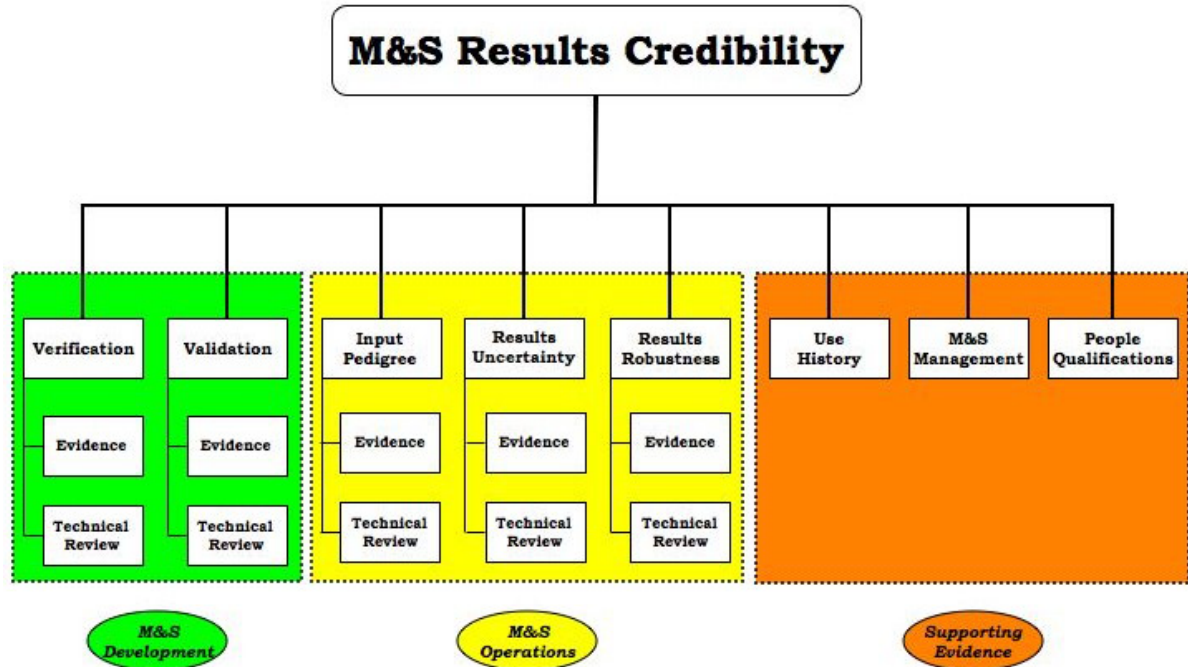 M&S Results Credibility
Verification
Validation
Input
Pedigree
Results
Uncertainty
Results
Robustness
Use
History
M&S
Management
People
Qualifications
Evidence
Evidence
Evidence
Evidence
Evidence
Technical
Review
Technical
Review
Technical
Review
Technical
Review
Technical
Review
M&S
Development
M&S
Operations
Supporting
Evidence